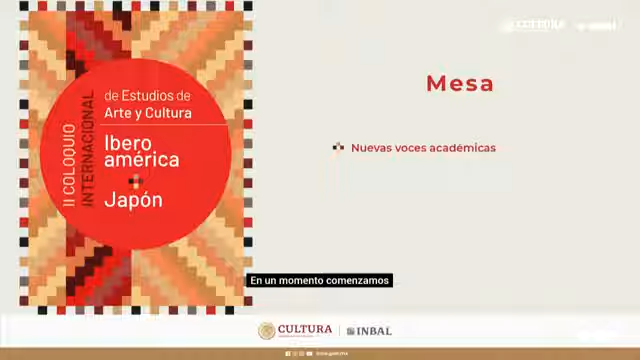 CULTURA
Mesa
Nuevas voces académicas
II COLOQUIO
INTERNACIONAL
de Estudios de
Arte y Cultura
Ibero
américa
Japón
En un momento comenzamos
CULTURA
INBAL